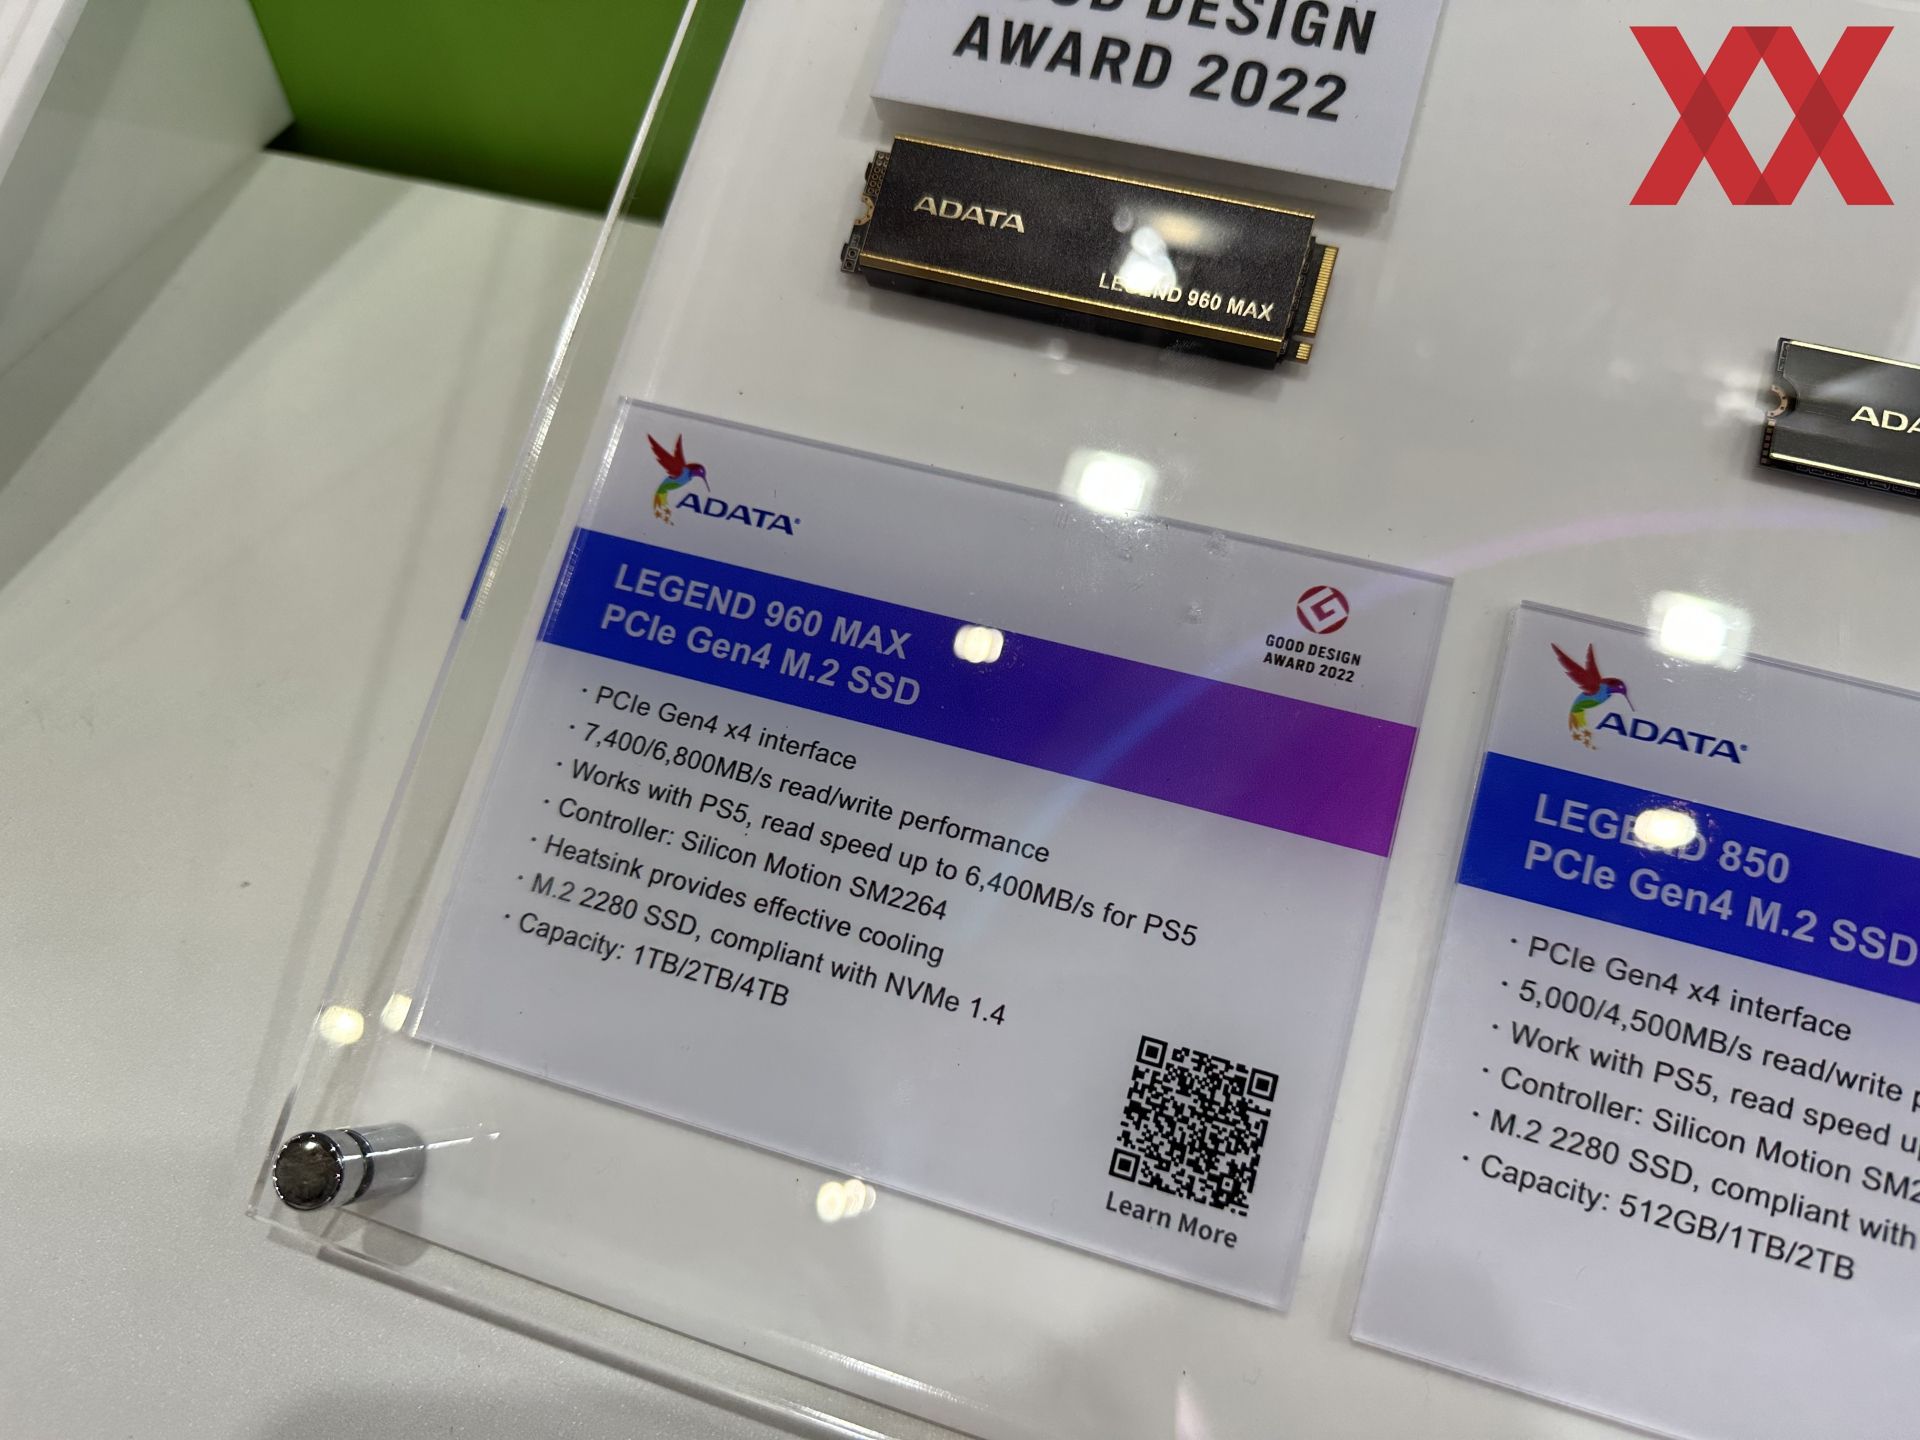 DESIGN
AWARD 2022
ADATA
LEGEND 960 MAX
ADATA
LEGEND 960 MAX
PCIe Gen4 M.2 SSD
GOOD DESIGN
AWARD 2022
· PCIe Gen4 x4 interface
· 7,400/6,800MB/s read/write performance
· Works with PS5, read speed up to 6,400MB/s for PS5
· Controller: Silicon Motion SM2264
· Heatsink provides effective cooling
· M.2 2280 SSD, compliant with NVMe 1.4
· Capacity: 1TB/2TB/4TB
Learn More
ADATA
LEGEND 850
PCIe Gen4 M.2 SSD
· PCIe Gen4 x4 interface
· 5,000/4,500MB/s read/write
· Work with PS5, read speed
· Controller: Silicon Motion
· M.2 2280 SSD, compliant with
· Capacity: 512GB/1TB/2TB